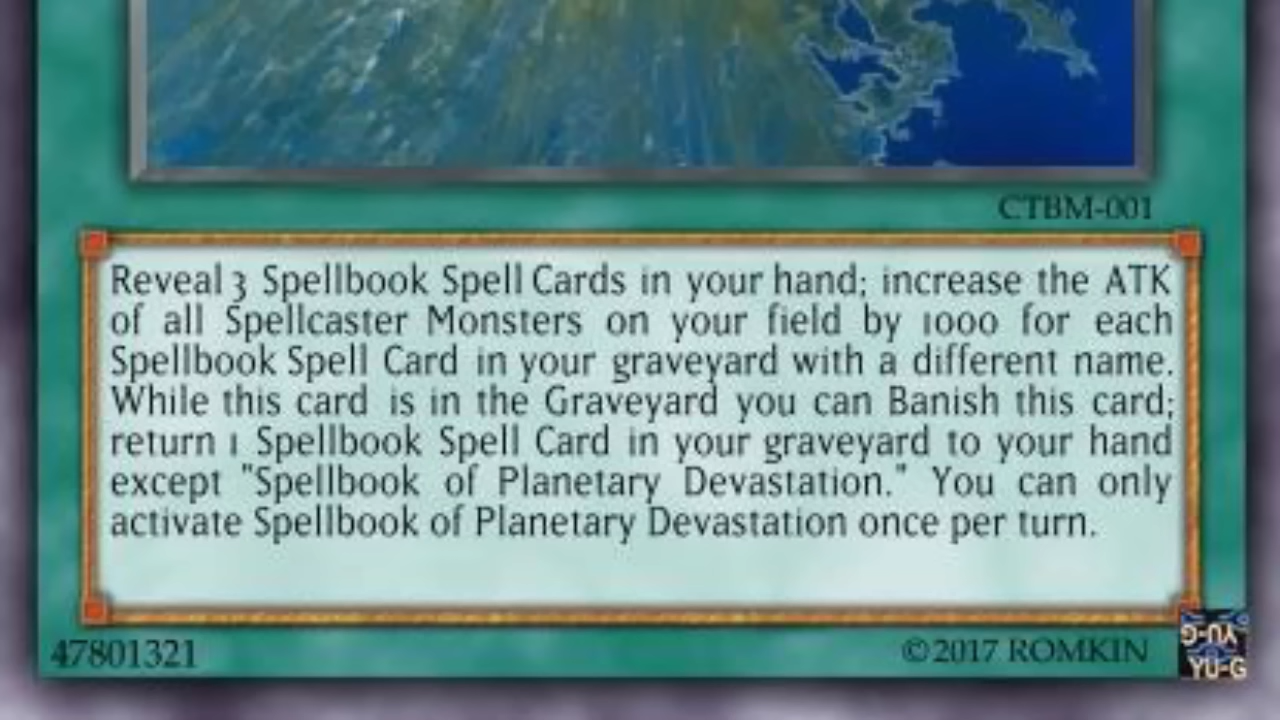 CTBM-001
Reveal 3 Spellbook Spell Cards in your hand; increase the ATK
of all Spellcaster Monsters on your field by 1000 for each
Spellbook Spell Card in your graveyard with a different name.
While this card is in the Graveyard you can Banish this card;
return 1 Spellbook Spell Card in your graveyard to your hand
except "Spellbook of Planetary Devastation." You can only
activate Spellbook of Planetary Devastation once per turn.
47801321
©2017 ROMKIN
YU-G
YU-G